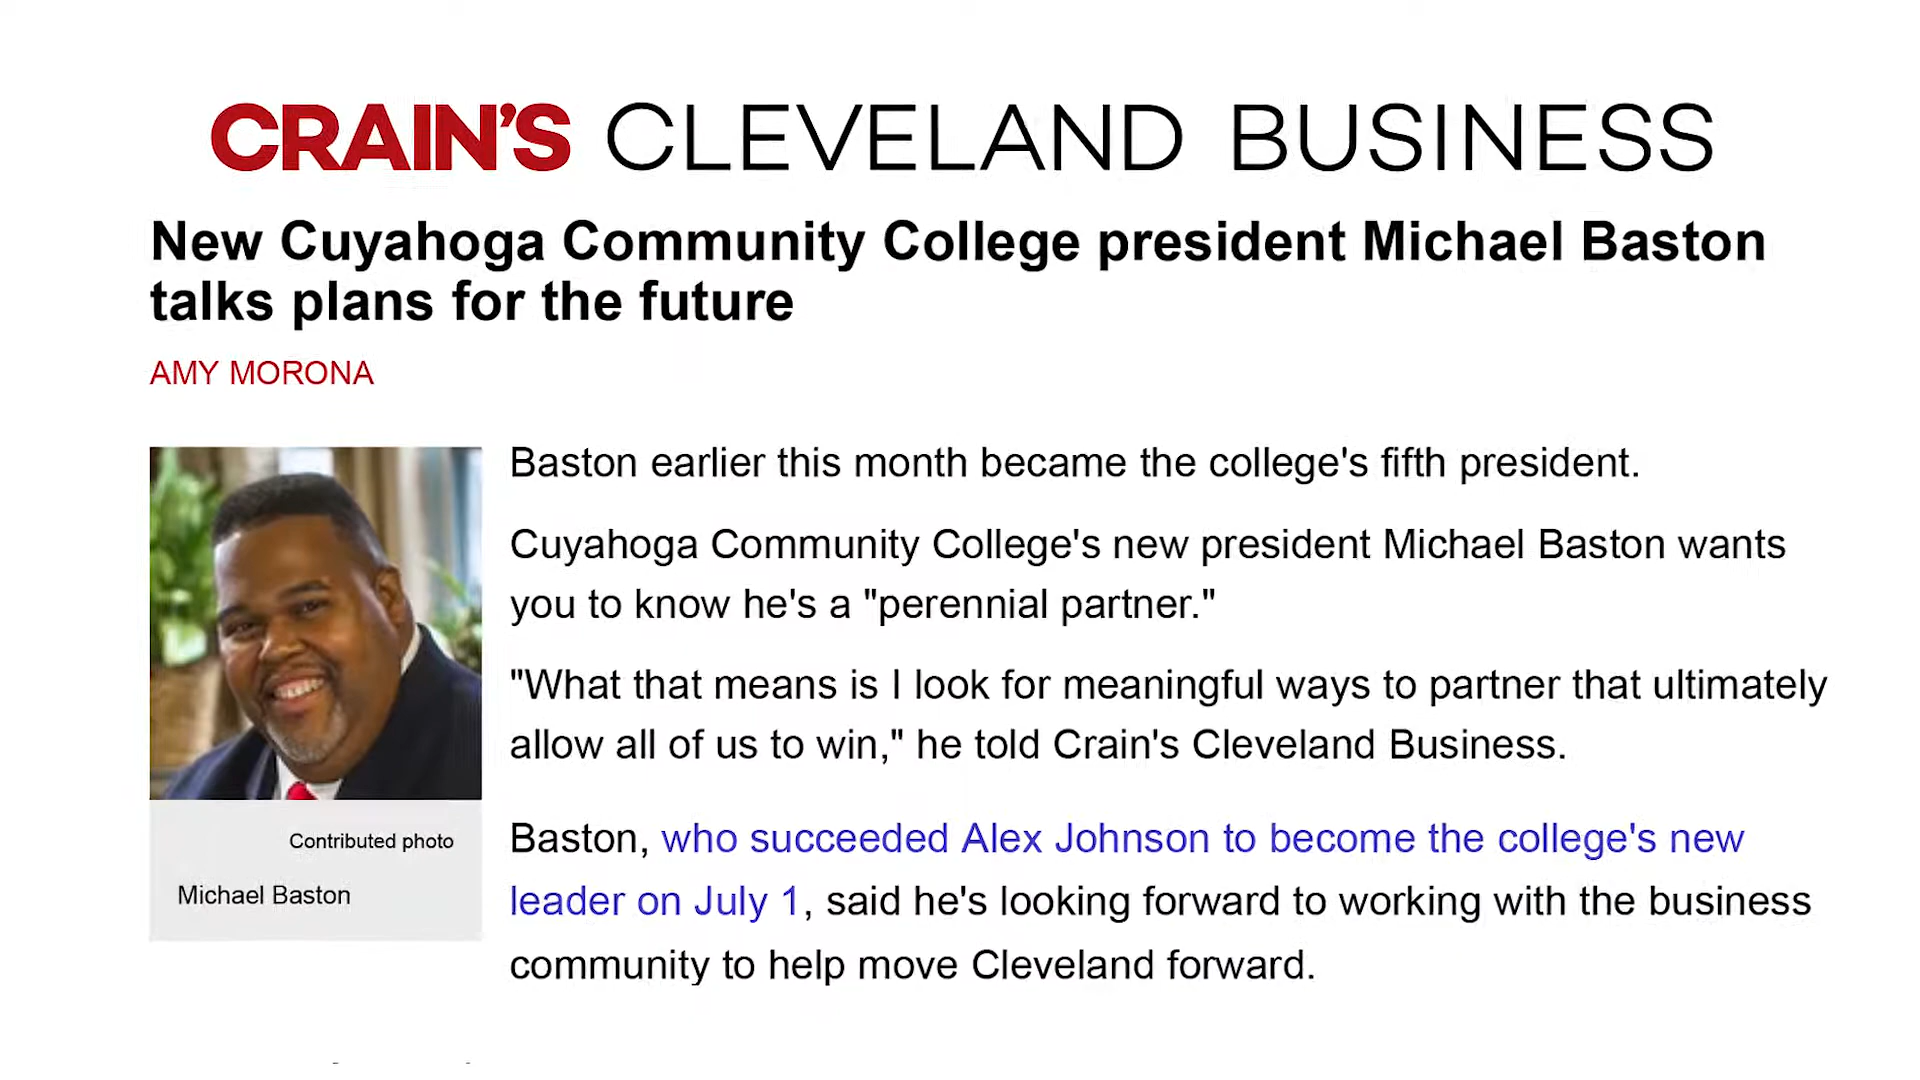 CRAIN'S CLEVELAND BUSINESS
New Cuyahoga Community College president Michael Baston
talks plans for the future
AMY MORONA
Baston earlier this month became the college's fifth president.
Cuyahoga Community College's new president Michael Baston wants
you to know he's a "perennial partner."
"What that means is I look for meaningful ways to partner that ultimately
allow all of us to win," he told Crain's Cleveland Business.
Baston, who succeeded Alex Johnson to become the college's new
leader on July 1, said he's looking forward to working with the business
community to help move Cleveland forward.
Contributed photo
Michael Baston